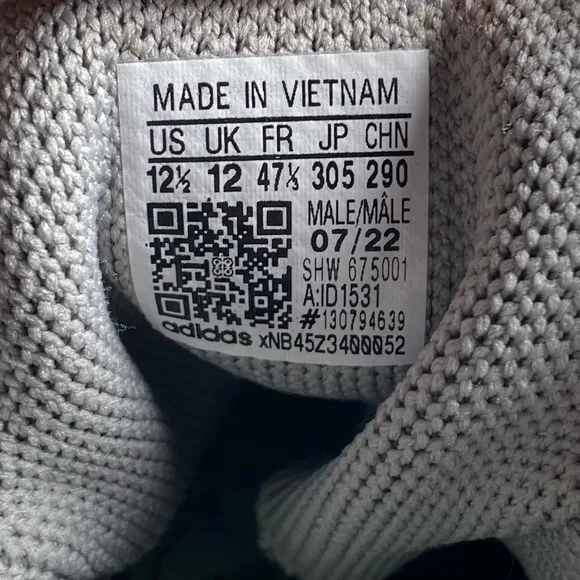 MADE IN VIETNAM
US UK FR JP CHN
12½ 12 47⅓ 305 290
MALE/MÂLE
07/22
SHW 675001
A:ID1531
#130794639
adidas xNB45Z3400052